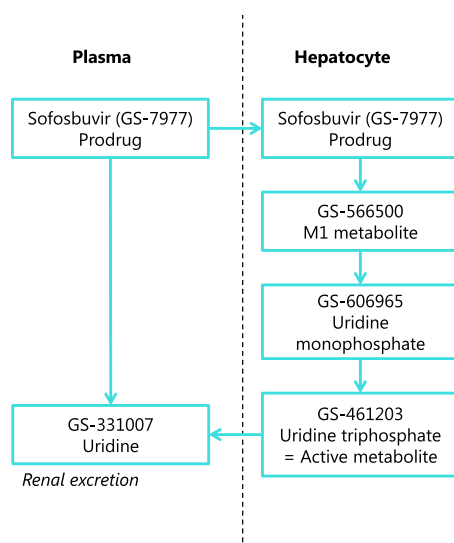 Plasma
Hepatocyte
Sofosbuvir (GS-7977)
Prodrug
Sofosbuvir (GS-7977)
Prodrug
GS-566500
M1 metabolite
GS-606965
Uridine
monophosphate
GS-331007
Uridine
GS-461203
Uridine triphosphate
= Active metabolite
Renal excretion